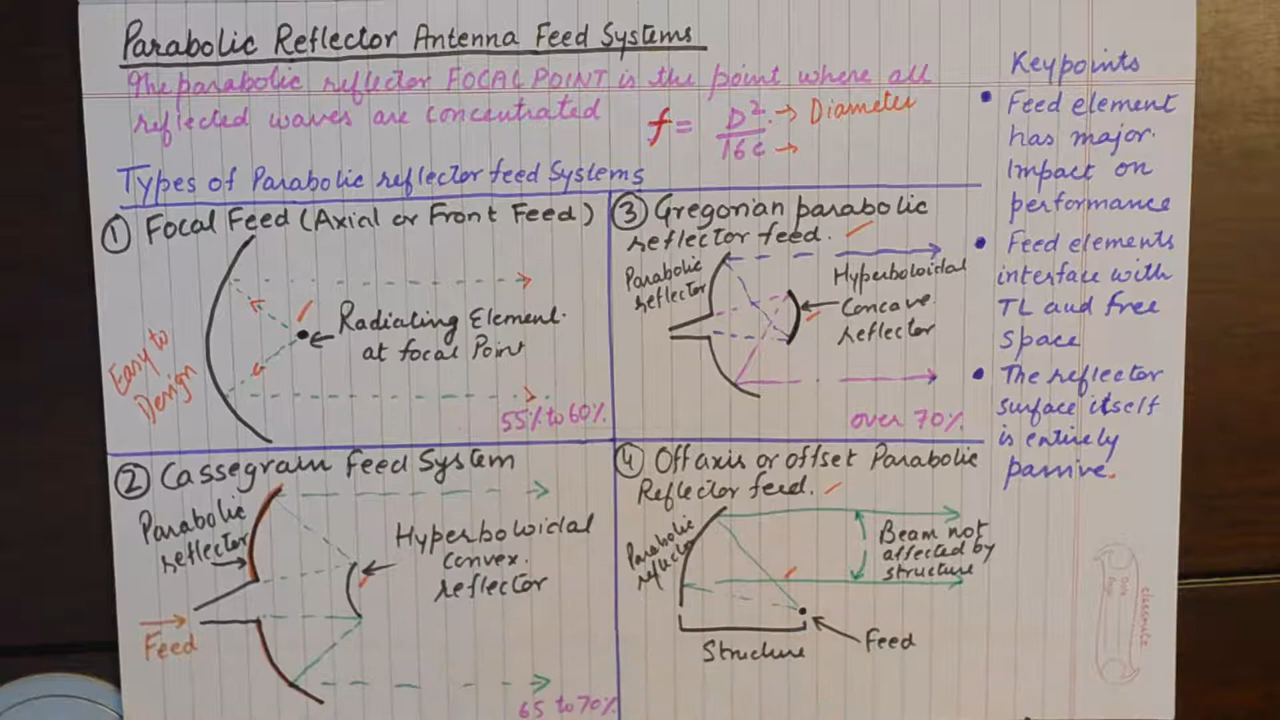 Parabolic Reflector Antenna Feed Systems
The parabolic reflector FOCAL POINT is the point where all
reflected waves are concentrated
f = D²/16c → Diameter
→
Types of Parabolic reflector feed Systems
① Focal Feed (Axial or Front Feed)
Radiating Element
at focal Point
Easy to
Design
55% to 60%
② Cassegrain Feed System
Parabolic
reflector
Hyperboloidal
convex
reflector
Feed
65 to 70%
③ Gregorian parabolic
reflector feed.
Parabolic
reflector
Hyperboloidal
Concave
reflector
over 70%
④ Off axis or offset Parabolic
Reflector feed.
Parabolic
reflector
Beam not
affected by
structure
Feed
Structure
Keypoints
• Feed element
has major
Impact on
performance
• Feed elements
interface with
TL and free
space
• The reflector
surface itself
is entirely
passive.